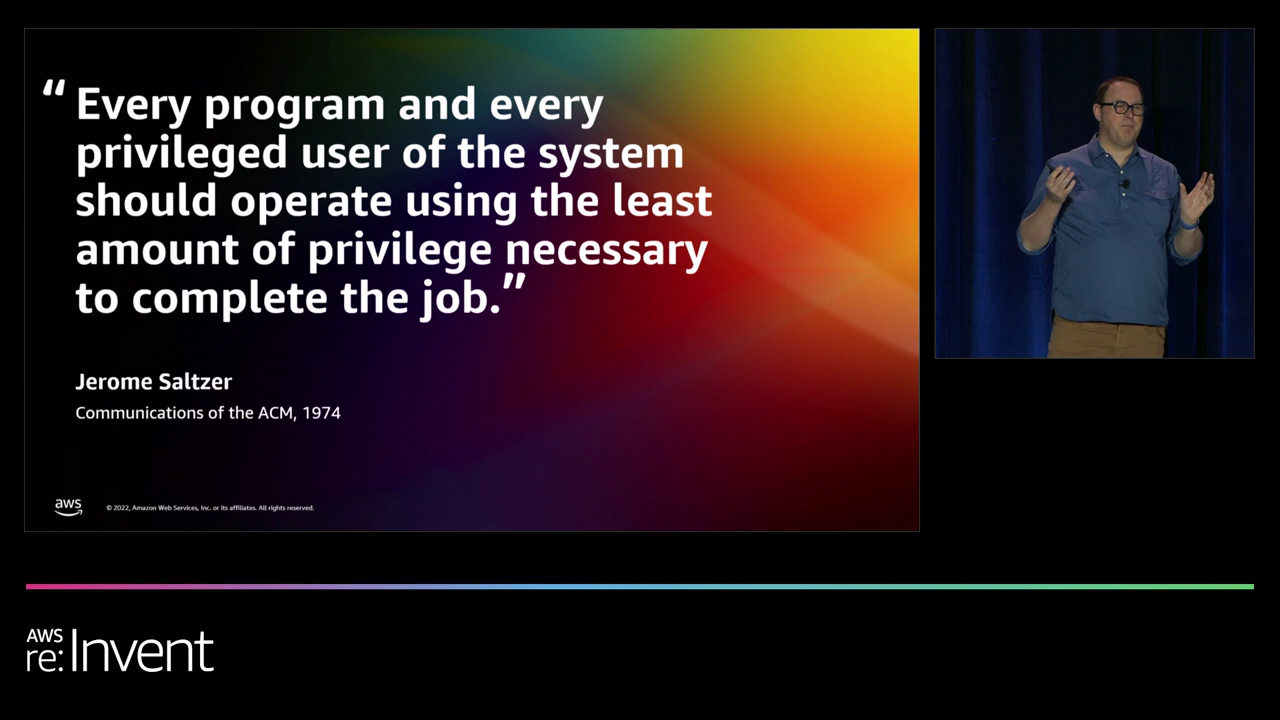 “Every program and every
privileged user of the system
should operate using the least
amount of privilege necessary
to complete the job.”
Jerome Saltzer
Communications of the ACM, 1974
aws
© 2022, Amazon Web Services, Inc. or its affiliates. All rights reserved.
AWS
re:Invent